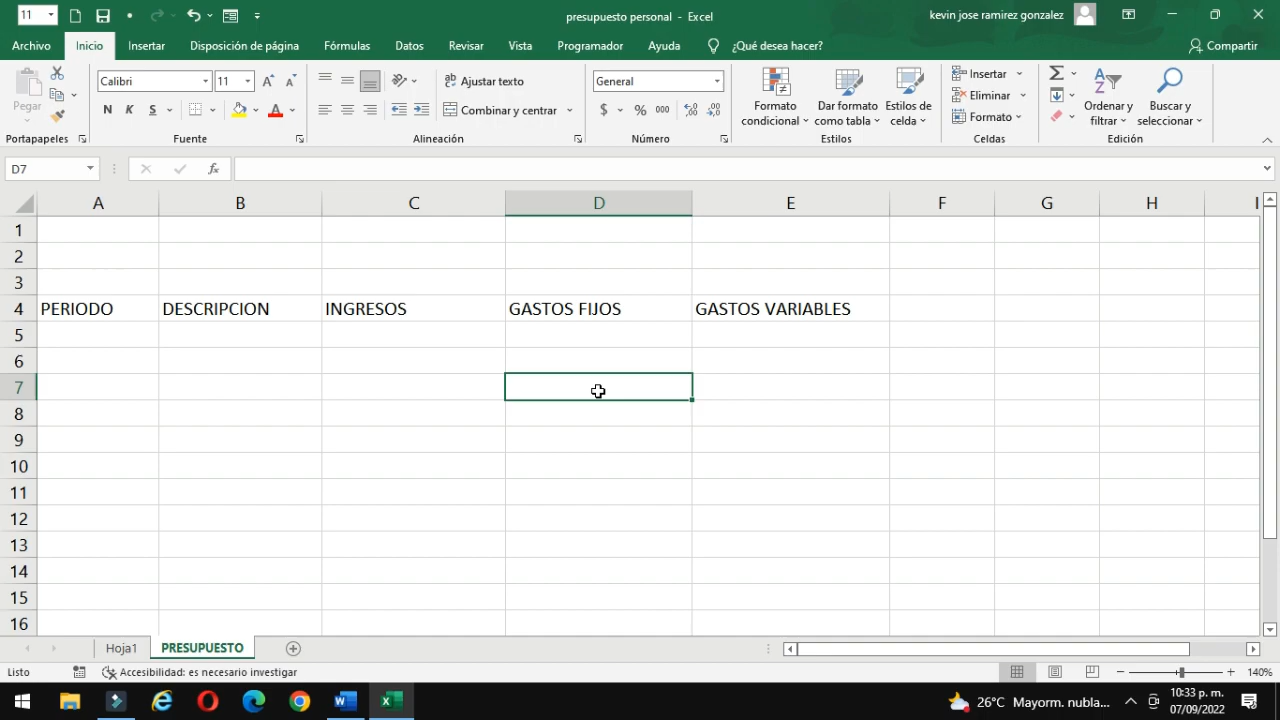 11
presupuesto personal - Excel
kevin jose ramirez gonzalez
Archivo Inicio Insertar Disposición de página Fórmulas Datos Revisar Vista Programador Ayuda ¿Qué desea hacer? Compartir
Pegar
Calibri 11
N K S
Ajustar texto
Combinar y centrar
General
$ % 000
Formato condicional
Dar formato como tabla
Estilos de celda
Insertar
Eliminar
Formato
Ordenar y filtrar
Buscar y seleccionar
Portapapeles Fuente Alineación Número Estilos Celdas Edición
D7 fx
A B C D E F G H I
1
2
3
4 PERIODO DESCRIPCION INGRESOS GASTOS FIJOS GASTOS VARIABLES
5
6
7
8
9
10
11
12
13
14
15
16
Hoja1 PRESUPUESTO
Listo Accesibilidad: es necesario investigar 140%
26°C Mayorm. nubla... 10:33 p. m.
07/09/2022